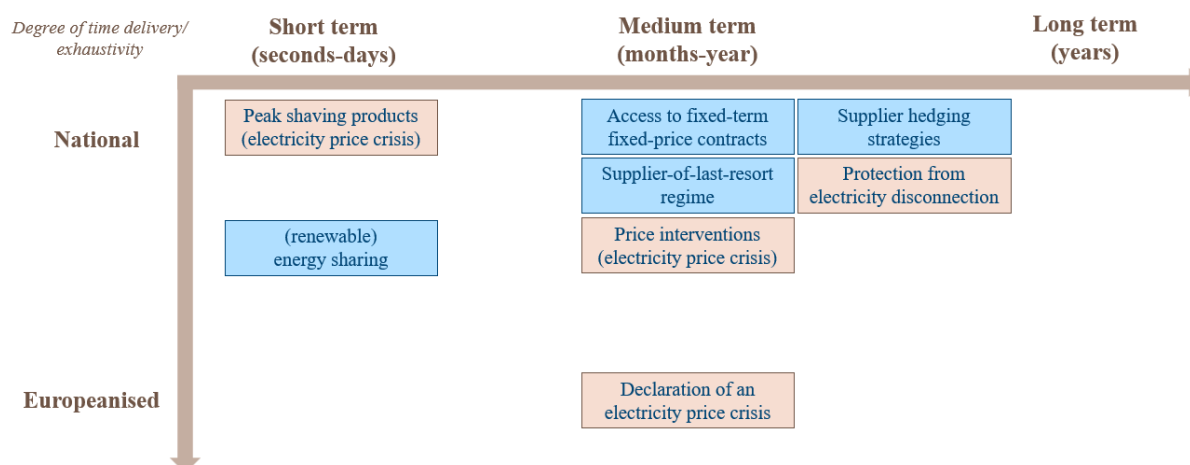 Degree of time delivery/
exhaustivity
Short term
(seconds-days)
Medium term
(months-year)
Long term
(years)
National
Peak shaving products
(electricity price crisis)
Access to fixed-term
fixed-price contracts
Supplier hedging
strategies
Supplier-of-last-resort
regime
Protection from
electricity disconnection
(renewable)
energy sharing
Price interventions
(electricity price crisis)
Europeanised
Declaration of an
electricity price crisis